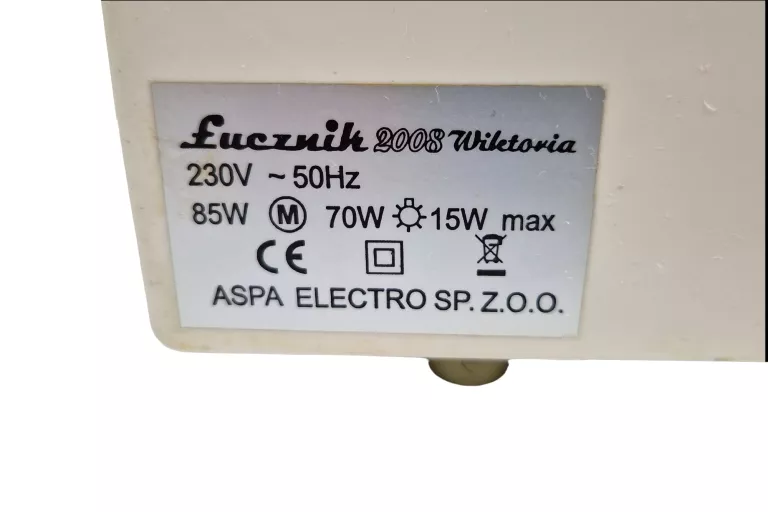 Łucznik 2008 Wiktoria
230V ~ 50Hz
85W M 70W 15W max
CE
ASPA ELECTRO SP. Z.O.O.